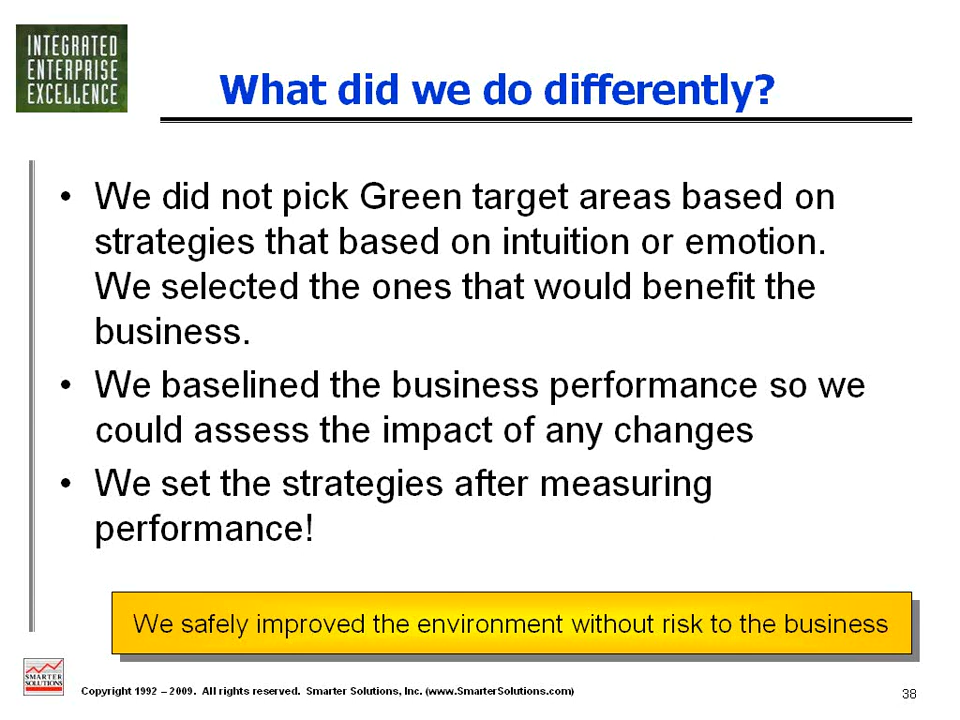 INTEGRATED
ENTERPRISE
EXCELLENCE
What did we do differently?
• We did not pick Green target areas based on
strategies that based on intuition or emotion.
We selected the ones that would benefit the
business.
• We baselined the business performance so we
could assess the impact of any changes
• We set the strategies after measuring
performance!
We safely improved the environment without risk to the business
SMARTER
SOLUTIONS
Copyright 1992 – 2009. All rights reserved. Smarter Solutions, Inc. (www.SmarterSolutions.com)
38